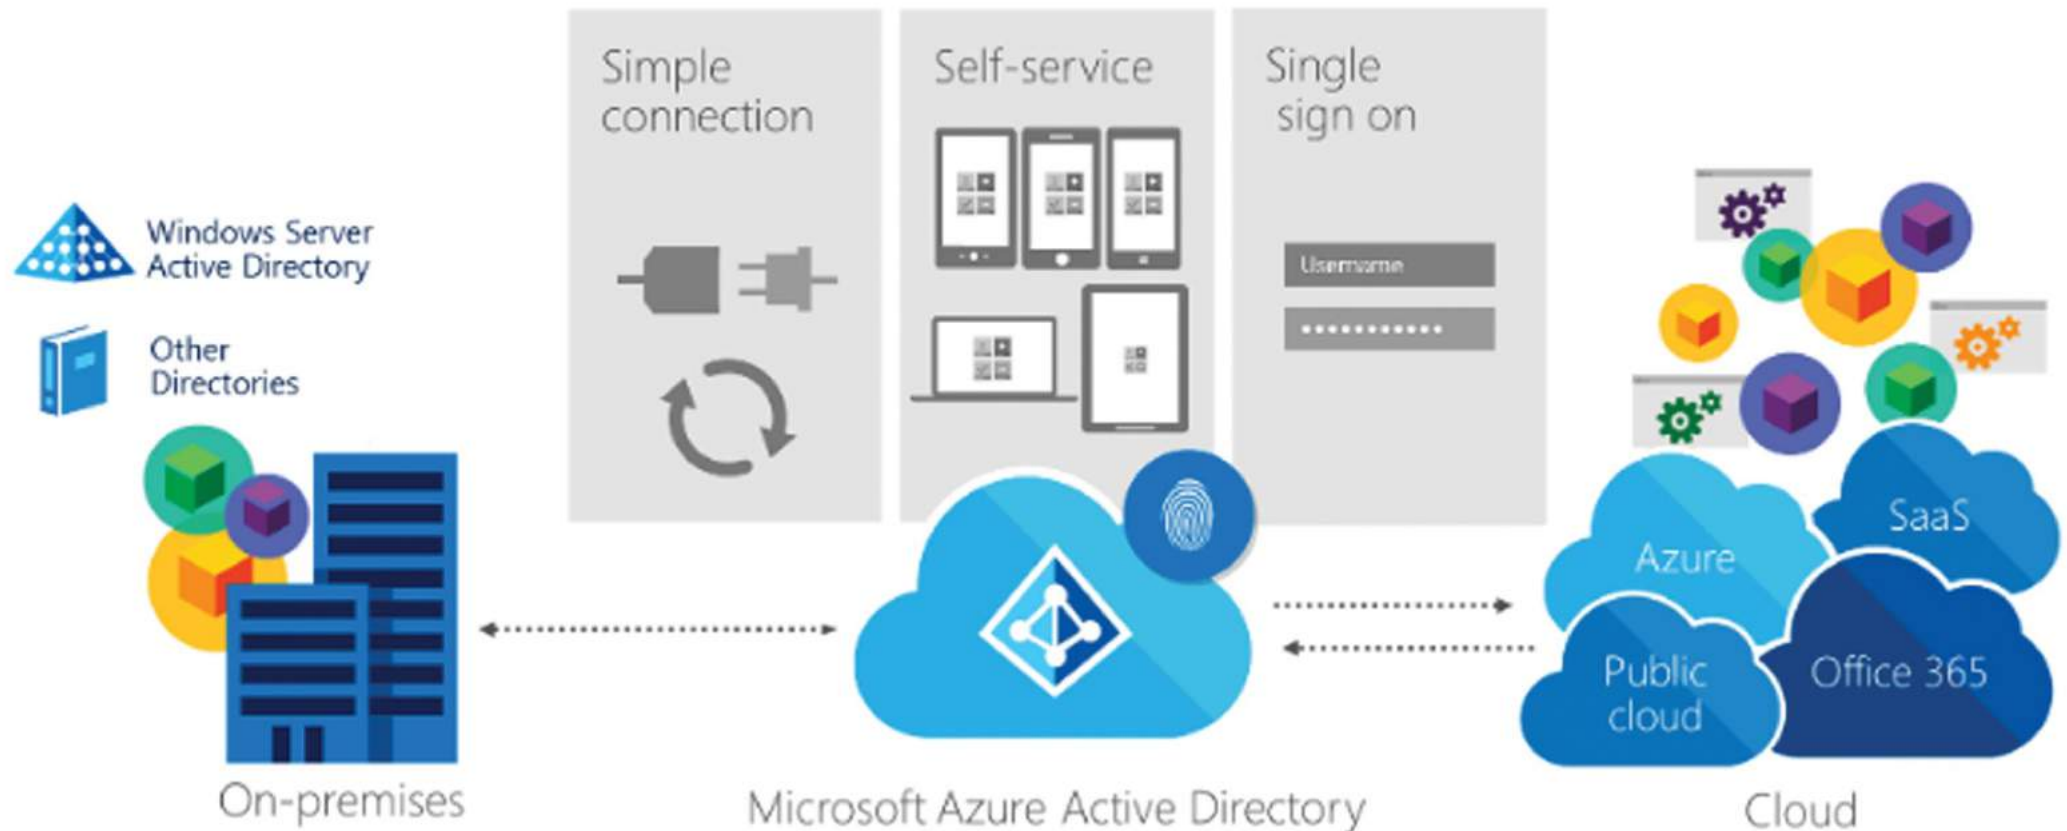 Simple
connection
Self-service
Single
sign on
Windows Server
Active Directory
Other
Directories
Username
SaaS
Azure
Public
cloud
Office 365
On-premises
Microsoft Azure Active Directory
Cloud